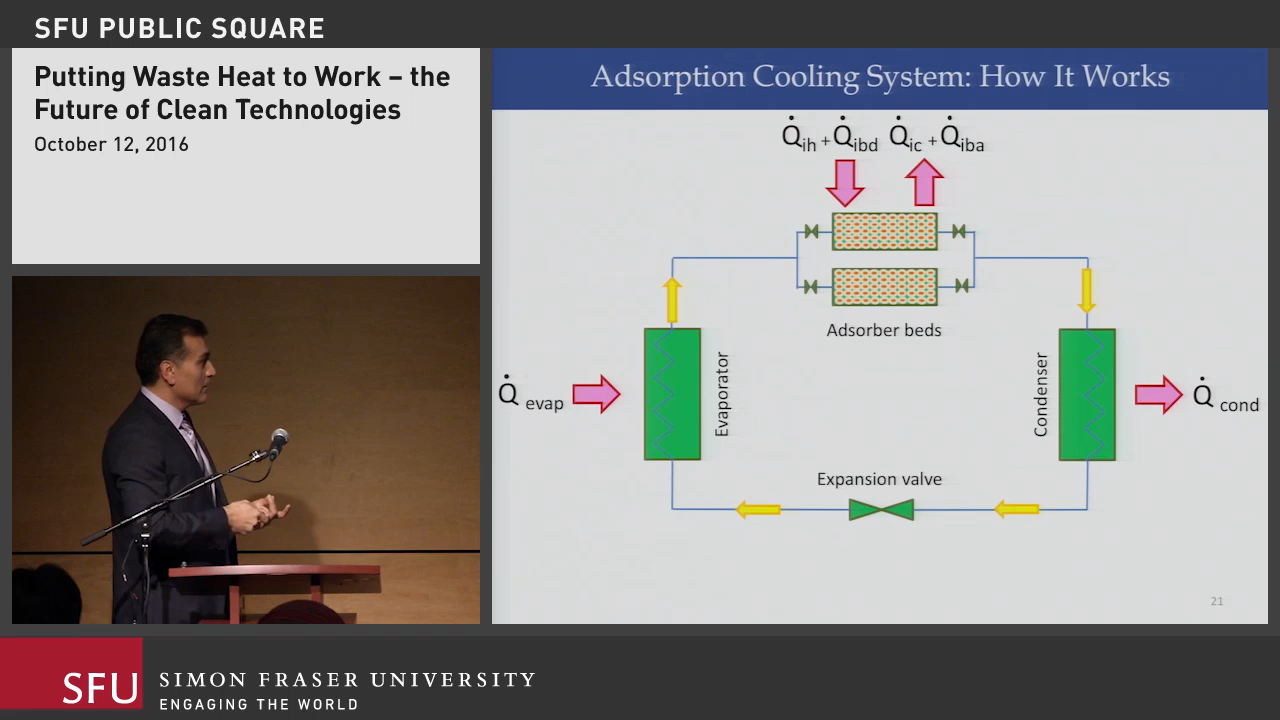 SFU PUBLIC SQUARE
Putting Waste Heat to Work – the
Future of Clean Technologies
October 12, 2016
Adsorption Cooling System: How It Works
Q̇ih + Q̇ibd Q̇ic + Q̇iba
Adsorber beds
Evaporator
Condenser
Q̇ evap
Q̇ cond
Expansion valve
21
SFU SIMON FRASER UNIVERSITY
ENGAGING THE WORLD